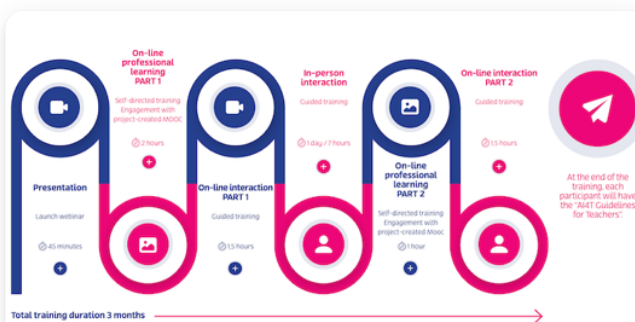 On-line
professional
learning
PART 1
Self-directed training
Engagement with
project-created MOOC
2 hours
In-person
interaction
Guided training
1 day / 7 hours
On-line interaction
PART 2
Guided training
1.5 hours
Presentation
Launch webinar
45 minutes
On-line interaction
PART 1
Guided training
1.5 hours
On-line
professional
learning
PART 2
Self-directed training
Engagement with
project-created MOOC
1 hour
At the end of the
training, each
participant will have
the "AI4T Guidelines
for Teachers".
Total training duration 3 months